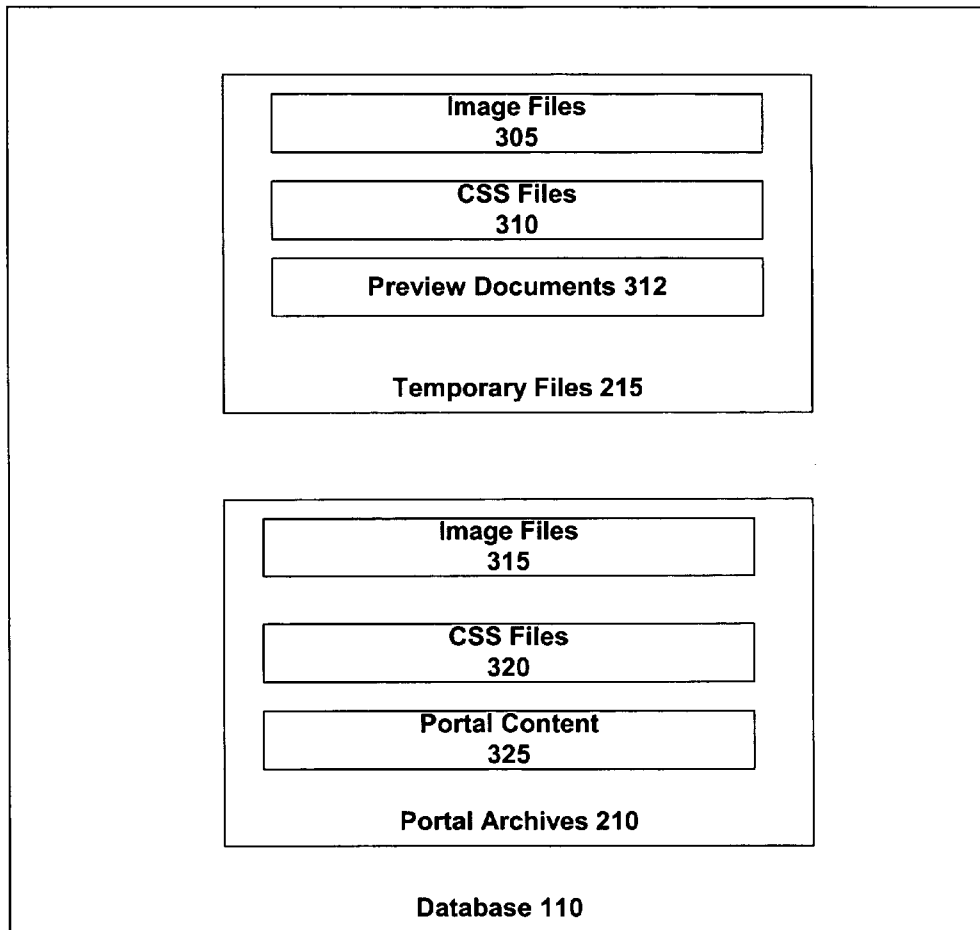 Image Files
305
CSS Files
310
Preview Documents 312
Temporary Files 215
Image Files
315
CSS Files
320
Portal Content
325
Portal Archives 210
Database 110